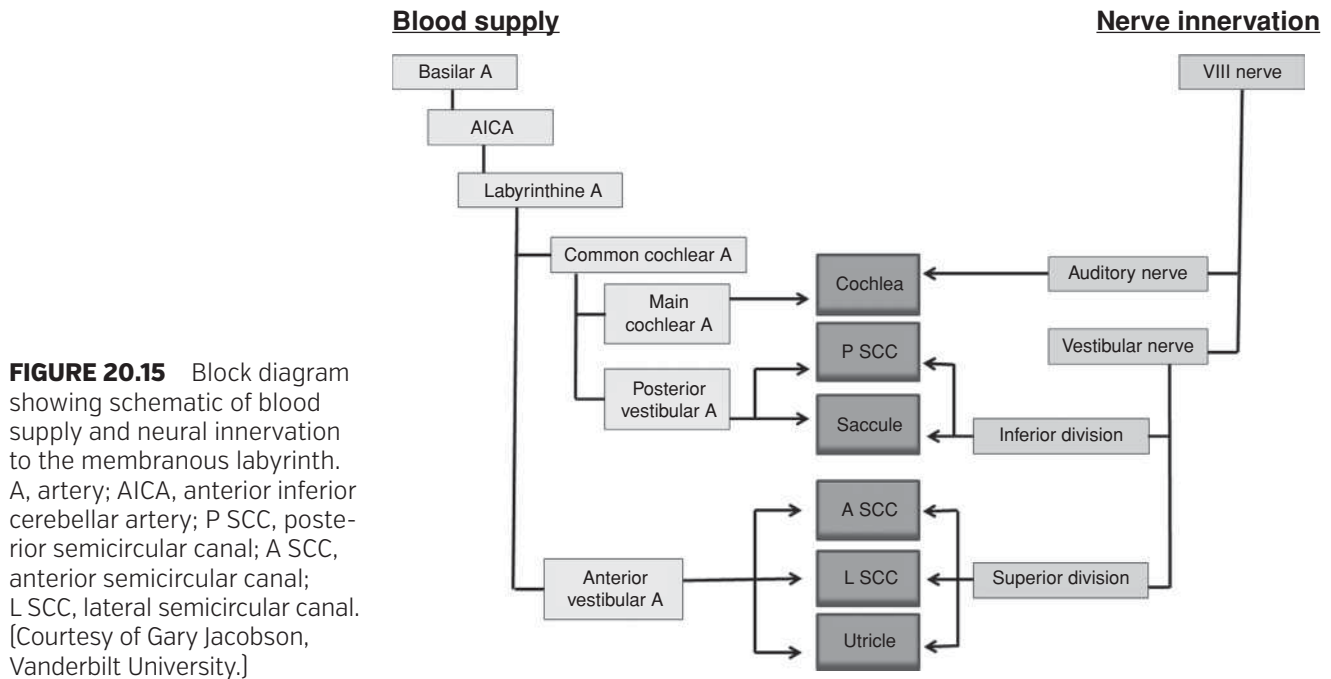 Blood supply
Nerve innervation
Basilar A
VIII nerve
AICA
Labyrinthine A
Common cochlear A
Cochlea
Auditory nerve
Main
cochlear A
P SCC
Vestibular nerve
Posterior
vestibular A
Saccule
Inferior division
A SCC
Anterior
vestibular A
L SCC
Superior division
Utricle
FIGURE 20.15 Block diagram
showing schematic of blood
supply and neural innervation
to the membranous labyrinth.
A, artery; AICA, anterior inferior
cerebellar artery; P SCC, poste-
rior semicircular canal; A SCC,
anterior semicircular canal;
L SCC, lateral semicircular canal.
(Courtesy of Gary Jacobson,
Vanderbilt University.)